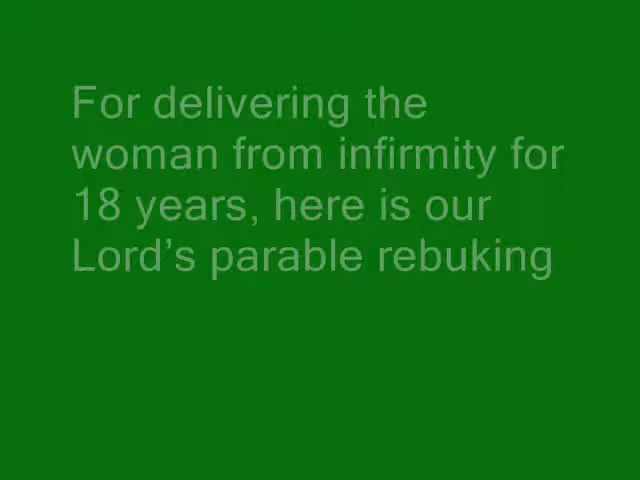 For delivering the
woman from infirmity for
18 years, here is our
Lord’s parable rebuking